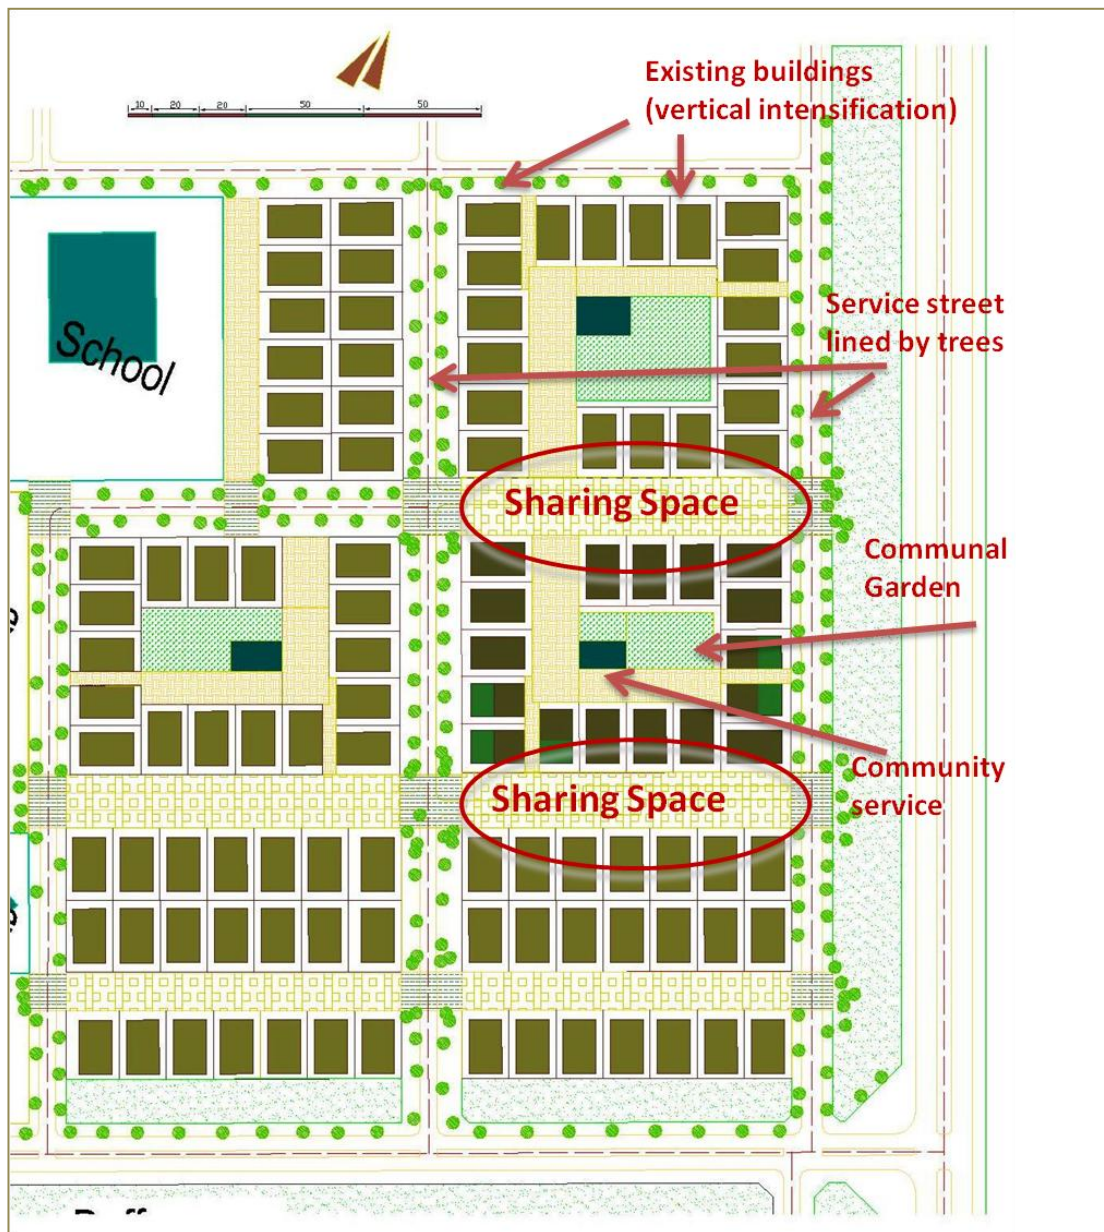 Existing buildings
(vertical intensification)
10 20 20 50 50
Service street
lined by trees
School
Sharing Space
Communal
Garden
Community
service
Sharing Space